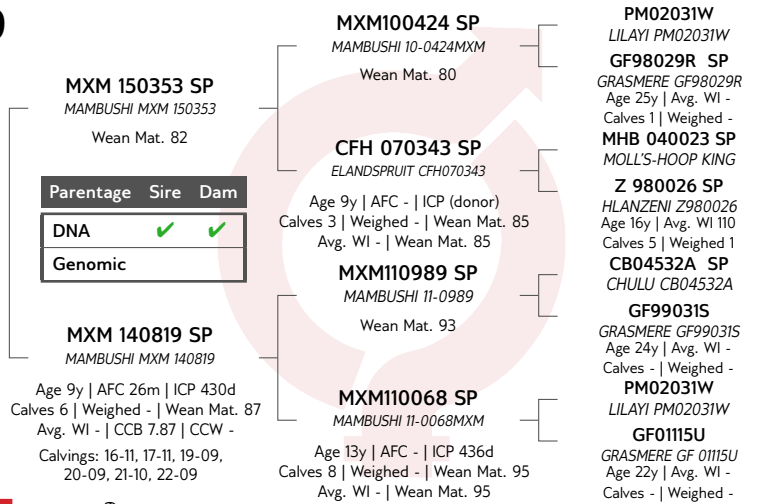 MXM 150353 SP
MAMBUSHI MXM 150353
Wean Mat. 82
Parentage Sire Dam
DNA ✔ ✔
Genomic
MXM 140819 SP
MAMBUSHI MXM 140819
Age 9y | AFC 26m | ICP 430d
Calves 6 | Weighed - | Wean Mat. 87
Avg. WI - | CCB 7.87 | CCW -
Calvings: 16-11, 17-11, 19-09,
20-09, 21-10, 22-09
MXM100424 SP
MAMBUSHI 10-0424MXM
Wean Mat. 80
CFH 070343 SP
ELANDSPRUIT CFH070343
Age 9y | AFC - | ICP (donor)
Calves 3 | Weighed - | Wean Mat. 85
Avg. WI - | Wean Mat. 85
MXM110989 SP
MAMBUSHI 11-0989
Wean Mat. 93
MXM110068 SP
MAMBUSHI 11-0068MXM
Age 13y | AFC - | ICP 436d
Calves 8 | Weighed - | Wean Mat. 95
Avg. WI - | Wean Mat. 95
PM02031W
LILAYI PM02031W
GF98029R SP
GRASMERE GF98029R
Age 25y | Avg. WI -
Calves 1 | Weighed -
MHB 040023 SP
MOLL'S-HOOP KING
Z 980026 SP
HLANZENI Z980026
Age 16y | Avg. WI 110
Calves 5 | Weighed 1
CB04532A SP
CHULU CB04532A
GF99031S
GRASMERE GF99031S
Age 24y | Avg. WI -
Calves - | Weighed -
PM02031W
LILAYI PM02031W
GF01115U
GRASMERE GF 01115U
Age 22y | Avg. WI -
Calves - | Weighed -